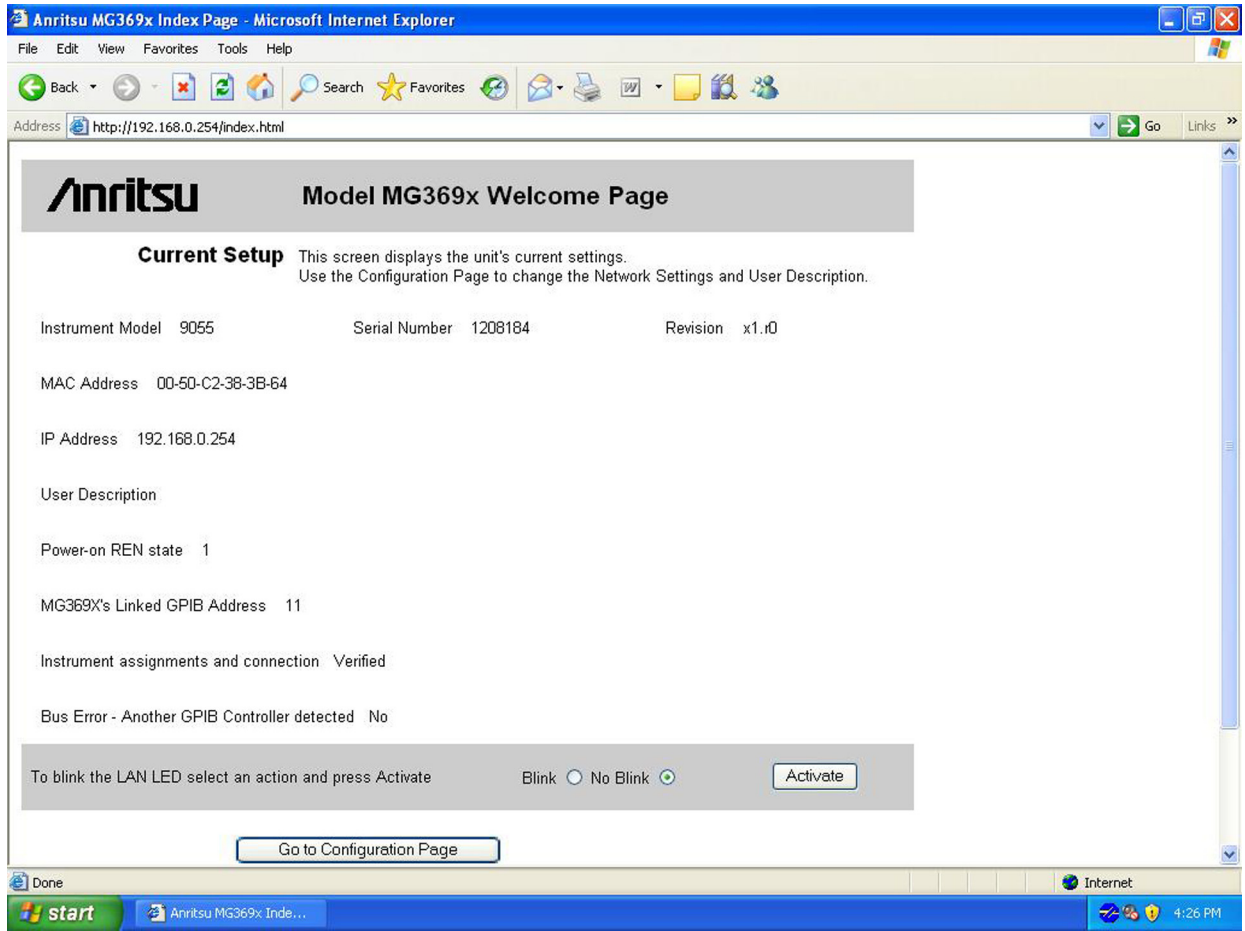 Anritsu MG369x Index Page - Microsoft Internet Explorer
File Edit View Favorites Tools Help
Back Search Favorites
Address http://192.168.0.254/index.html Go Links »
Anritsu Model MG369x Welcome Page
Current Setup This screen displays the unit's current settings.
Use the Configuration Page to change the Network Settings and User Description.
Instrument Model 9055 Serial Number 1208184 Revision x1.r0
MAC Address 00-50-C2-38-3B-64
IP Address 192.168.0.254
User Description
Power-on REN state 1
MG369X's Linked GPIB Address 11
Instrument assignments and connection Verified
Bus Error - Another GPIB Controller detected No
To blink the LAN LED select an action and press Activate Blink No Blink Activate
Go to Configuration Page
Done Internet
start Anritsu MG369x Inde... 4:26 PM